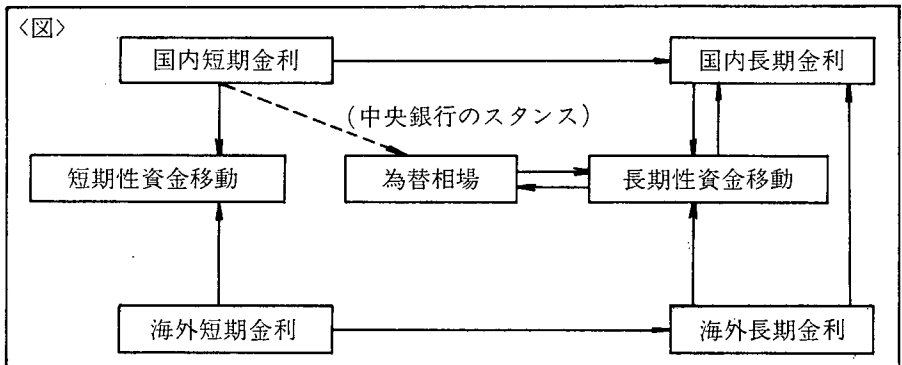 〈図〉
国内短期金利
国内長期金利
(中央銀行のスタンス)
短期性資金移動
為替相場
長期性資金移動
海外短期金利
海外長期金利